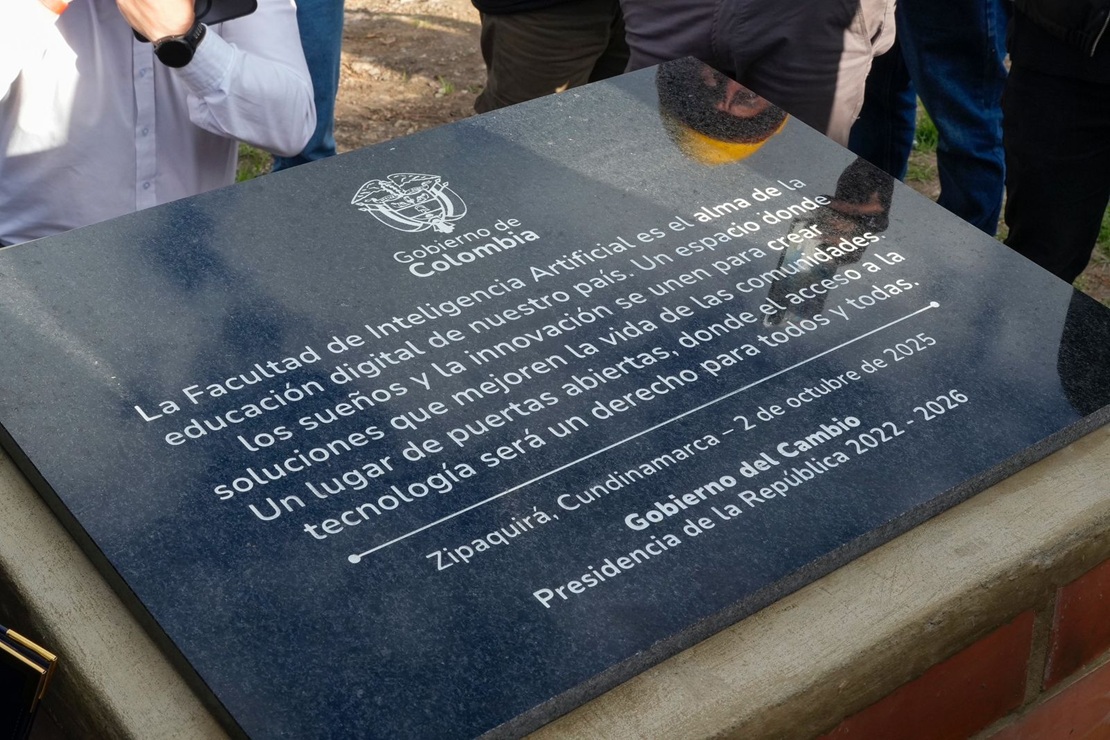 Gobierno de
Colombia
La Facultad de Inteligencia Artificial es el alma de la
educación digital de nuestro país. Un espacio donde
los sueños y la innovación se unen para crear
soluciones que mejoren la vida de las comunidades.
Un lugar de puertas abiertas, donde el acceso a la
tecnología será un derecho para todos y todas.
Zipaquirá, Cundinamarca – 2 de octubre de 2025
Gobierno del Cambio
Presidencia de la República 2022 - 2026